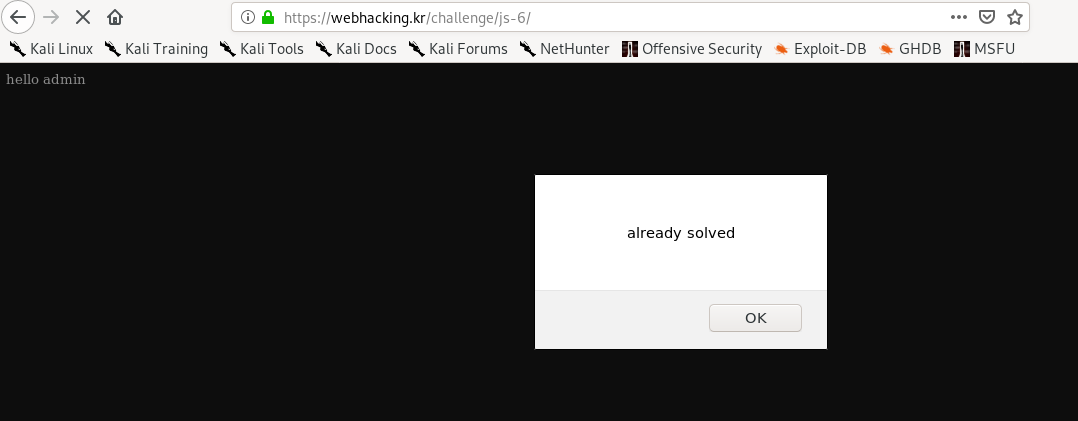 https://webhacking.kr/challenge/js-6/
Kali Linux Kali Training Kali Tools Kali Docs Kali Forums NetHunter Offensive Security Exploit-DB GHDB MSFU
hello admin
already solved
OK